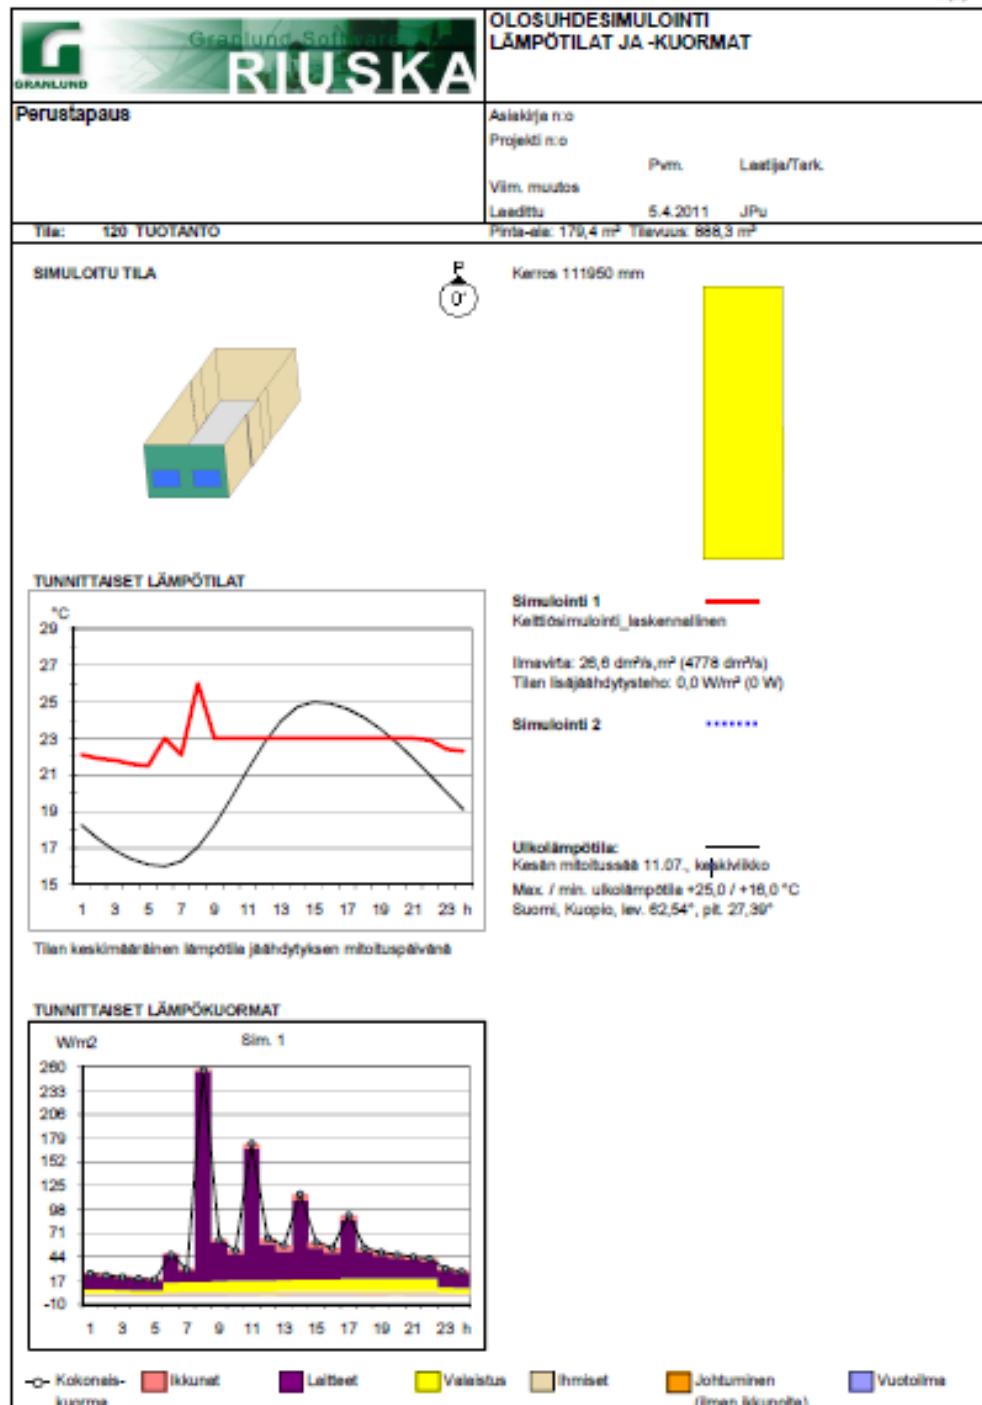 Granlund Software
RIUSKA
GRANLUND
OLOSUHDESIMULOINTI
LÄMPÖTILAT JA -KUORMAT
Perustapaus
Asiakirja n:o
Projekti n:o
Pvm. Laatija/Tark.
Viim. muutos
Laadittu 5.4.2011 JPu
Tila: 120 TUOTANTO
Pinta-ala: 179,4 m² Tilavuus: 888,3 m³
SIMULOITU TILA
P
0°
Kerros 111950 mm
TUNNITTAISET LÄMPÖTILAT
°C
29
27
25
23
21
19
17
15
1 3 5 7 9 11 13 15 17 19 21 23 h
Tilan keskimääräinen lämpötila jäähdytyksen mitoituspäivänä
Simulointi 1
Keittiösimulointi_laskennallinen
Ilmavirta: 26,6 dm³/s,m² (4778 dm³/s)
Tilan lisäjäähdytysteho: 0,0 W/m² (0 W)
Simulointi 2
Ulkolämpötila:
Kesän mitoitussää 11.07., keskiviikko
Max. / min. ulkolämpötila +25,0 / +16,0 °C
Suomi, Kuopio, lev. 62,54°, pit. 27,39°
TUNNITTAISET LÄMPÖKUORMAT
W/m2 Sim. 1
260
233
206
179
152
125
98
71
44
17
-10
1 3 5 7 9 11 13 15 17 19 21 23 h
Kokonais- Ikkunat Laitteet Valaistus Ihmiset Johtuminen Vuotoilma
kuorma (ilman ikkunoita)